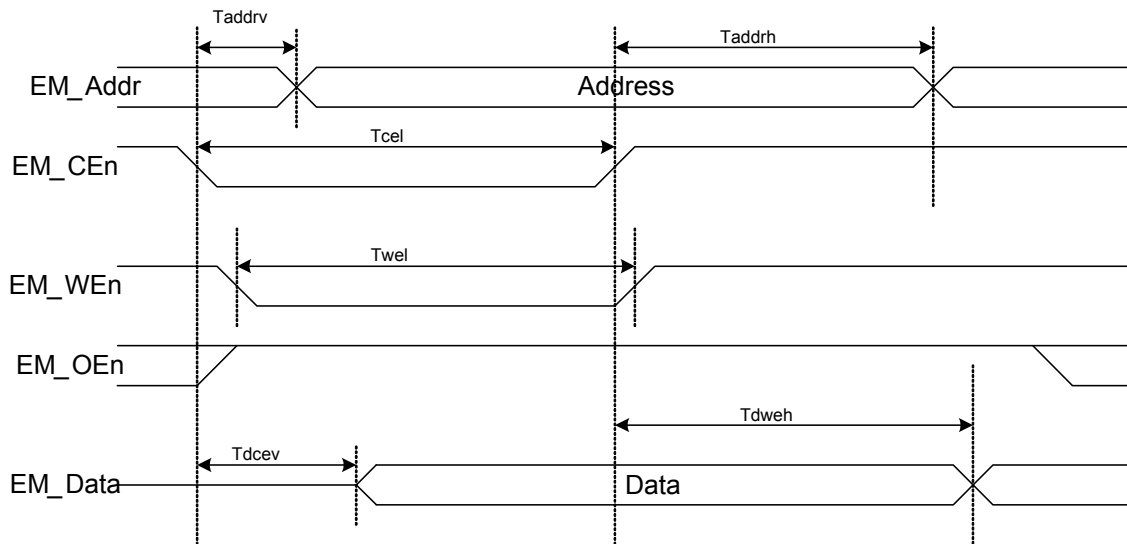 Taddrv
Taddrh
EM_Addr
Address
Tcel
EM_CEn
Twel
EM_WEn
EM_OEn
Tdweh
Tdcev
EM_Data
Data